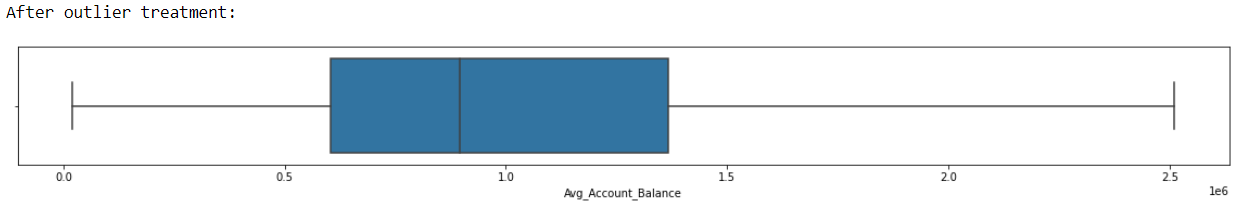 After outlier treatment:
0.0 0.5 1.0 1.5 2.0 2.5
1e6
Avg_Account_Balance